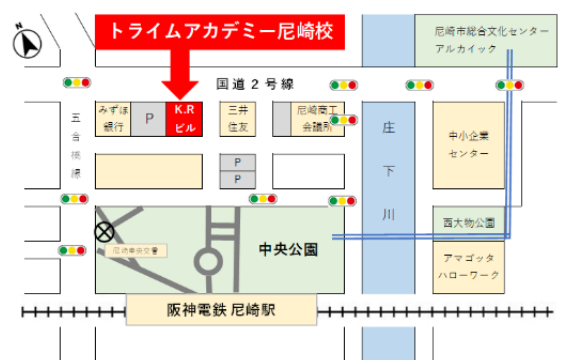 N
トライムアカデミー尼崎校
尼崎市総合文化センター
アルカイック
国道２号線
みずほ
銀行
P
K.R
ビル
三井
住友
尼崎商工
会議所
五合橋線
庄下川
中小企業
センター
P
P
西大物公園
尼崎中央交番
中央公園
アマゴッタ
ハローワーク
阪神電鉄 尼崎駅